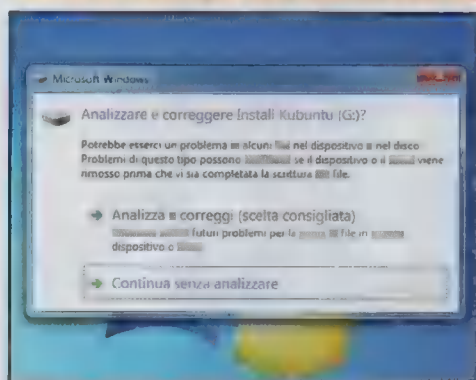 Microsoft Windows
Analizzare e correggere Install Kubuntu (G:)?
Potrebbe esserci un problema alcuni nel dispositivo nel disco
Problemi di questo tipo possono se il dispositivo o il viene
rimosso prima che vi sia completata la scrittura file.
Analizza correggi (scelta consigliata)
futuri problemi per la file in
dispositivo o
Continua senza analizzare